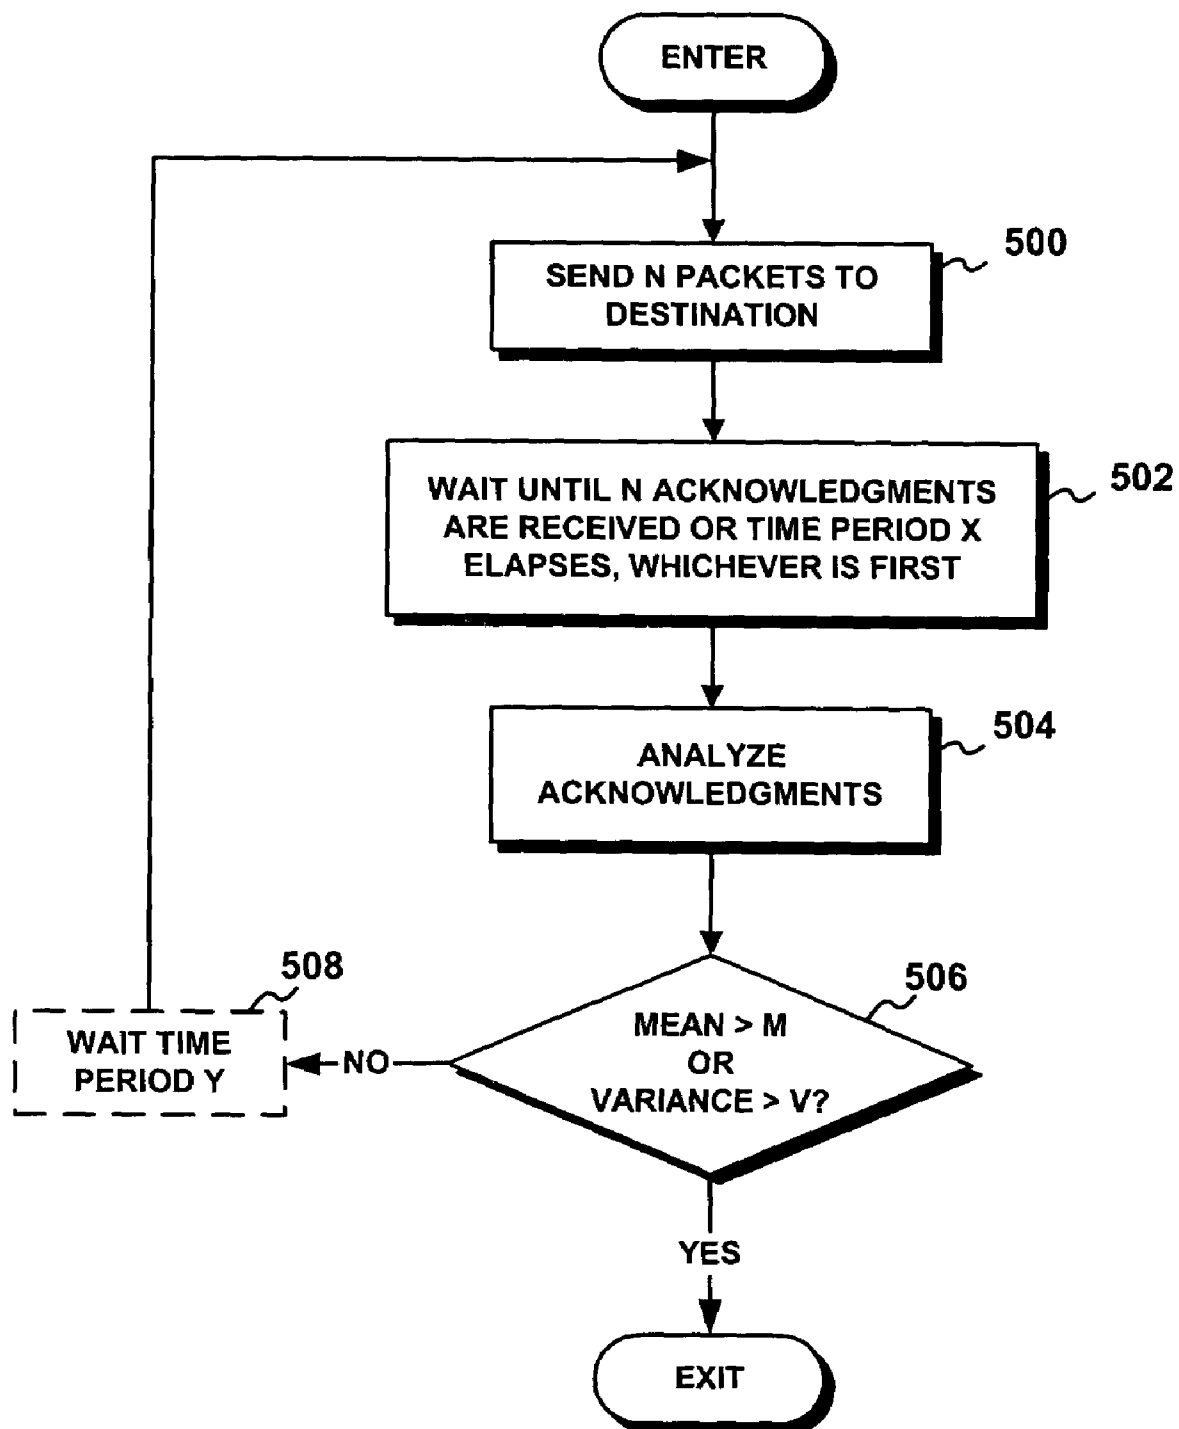 ENTER
500
SEND N PACKETS TO
DESTINATION
502
WAIT UNTIL N ACKNOWLEDGMENTS
ARE RECEIVED OR TIME PERIOD X
ELAPSES, WHICHEVER IS FIRST
504
ANALYZE
ACKNOWLEDGMENTS
506
MEAN > M
OR
VARIANCE > V?
NO
508
WAIT TIME
PERIOD Y
YES
EXIT